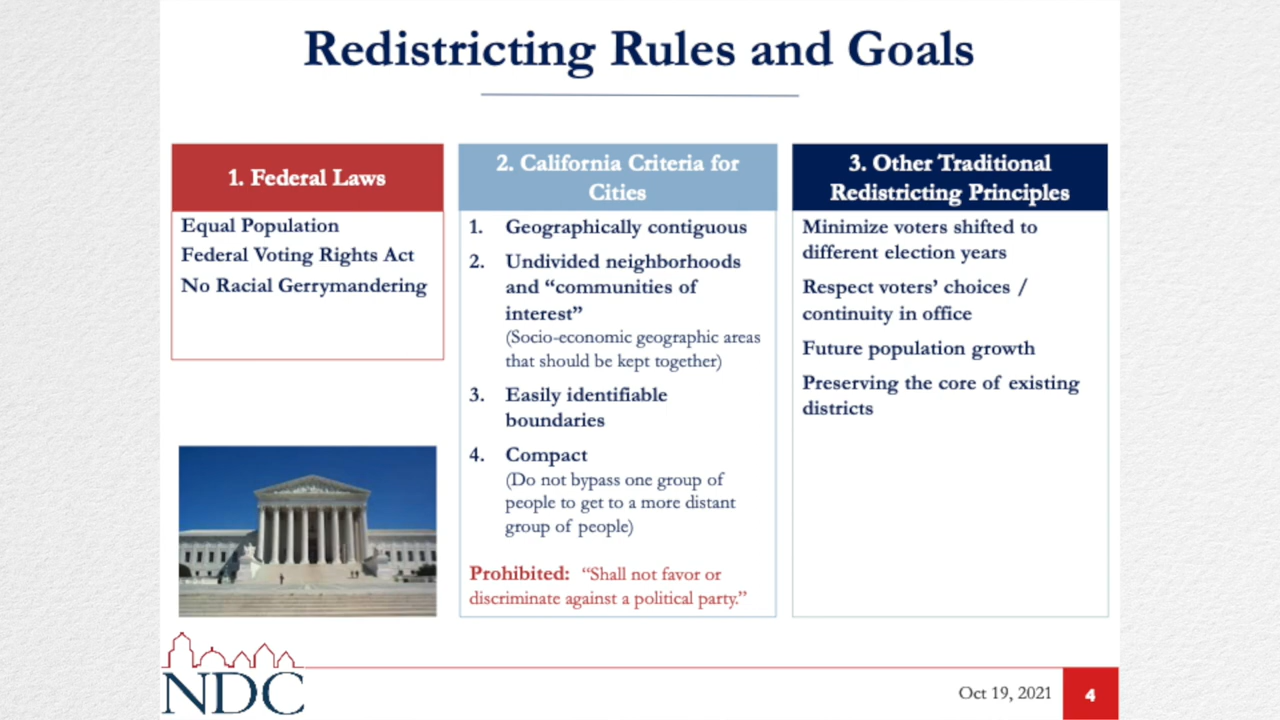 Redistricting Rules and Goals
1. Federal Laws
Equal Population
Federal Voting Rights Act
No Racial Gerrymandering
2. California Criteria for
Cities
1. Geographically contiguous
2. Undivided neighborhoods
and “communities of
interest”
(Socio-economic geographic areas
that should be kept together)
3. Easily identifiable
boundaries
4. Compact
(Do not bypass one group of
people to get to a more distant
group of people)
Prohibited: “Shall not favor or
discriminate against a political party.”
3. Other Traditional
Redistricting Principles
Minimize voters shifted to
different election years
Respect voters’ choices /
continuity in office
Future population growth
Preserving the core of existing
districts
NDC
Oct 19, 2021
4